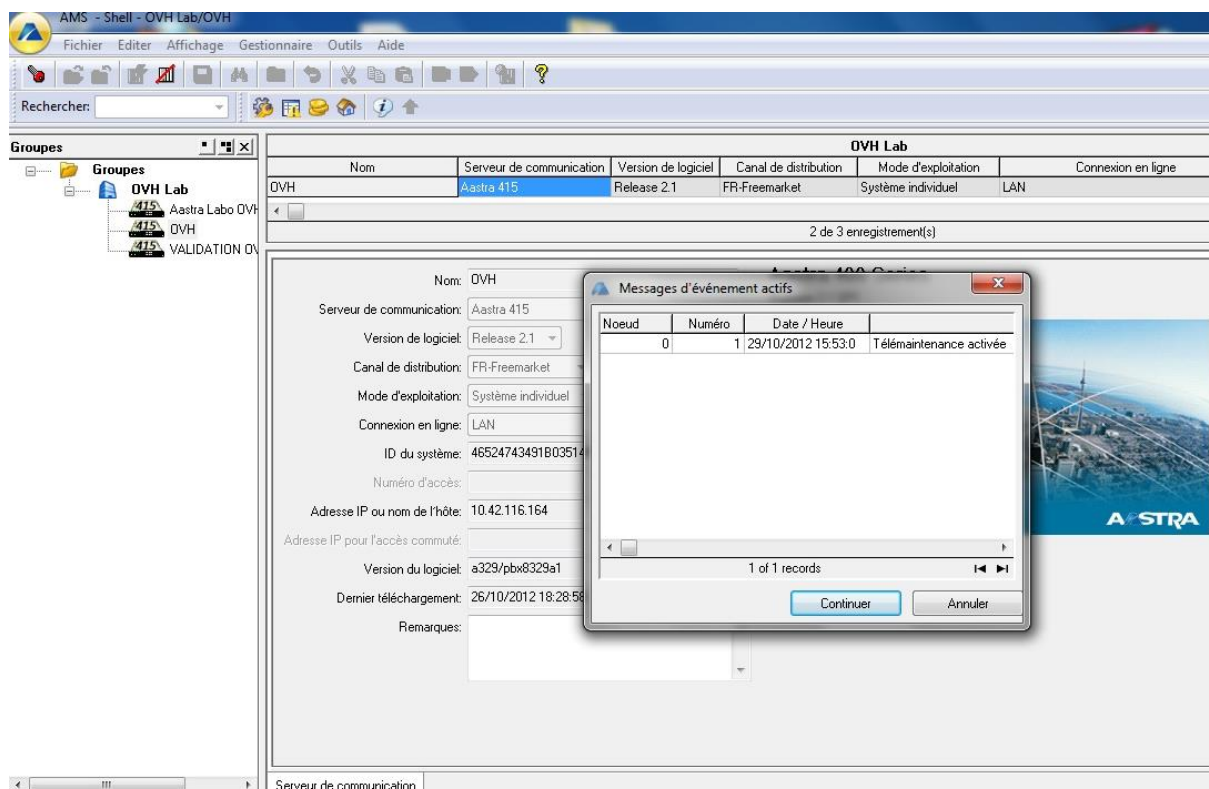 AMS - Shell - OVH Lab/OVH
Fichier Editer Affichage Gestionnaire Outils Aide
Rechercher:
Groupes
Groupes
OVH Lab
415 Aastra Labo OVH
415 OVH
415 VALIDATION OV
OVH Lab
Nom Serveur de communication Version de logiciel Canal de distribution Mode d'exploitation Connexion en ligne
OVH Aastra 415 Release 2.1 FR-Freemarket Système individuel LAN
2 de 3 enregistrement(s)
Nom: OVH
Serveur de communication: Aastra 415
Version de logiciel: Release 2.1
Canal de distribution: FR-Freemarket
Mode d'exploitation: Système individuel
Connexion en ligne: LAN
ID du système: 46524743491B03514
Numéro d'accès:
Adresse IP ou nom de l'hôte: 10.42.116.164
Adresse IP pour l'accès commuté:
Version du logiciel: a329/pbx8329a1
Dernier téléchargement: 26/10/2012 18:28:58
Remarques:
Messages d'événement actifs
Noeud Numéro Date / Heure
0 1 29/10/2012 15:53:0 Télémaintenance activée
1 of 1 records
Continuer Annuler
AASTRA
Serveur de communication